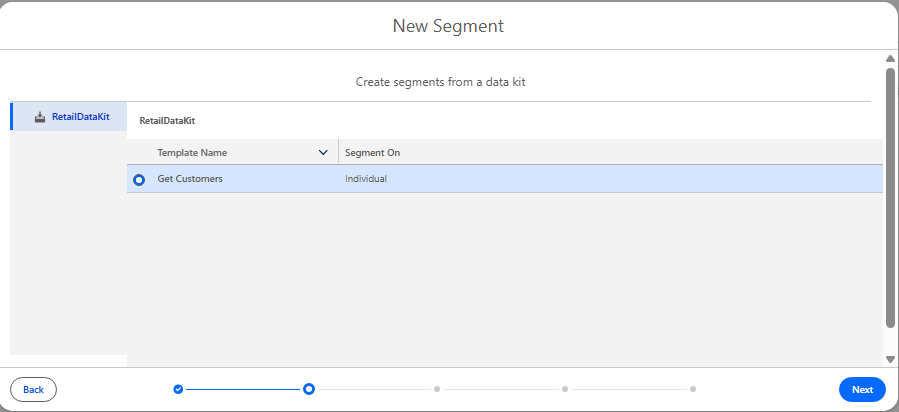 New Segment
Create segments from a data kit
RetailDataKit
RetailDataKit
Template Name Segment On
Get Customers Individual
Back Next